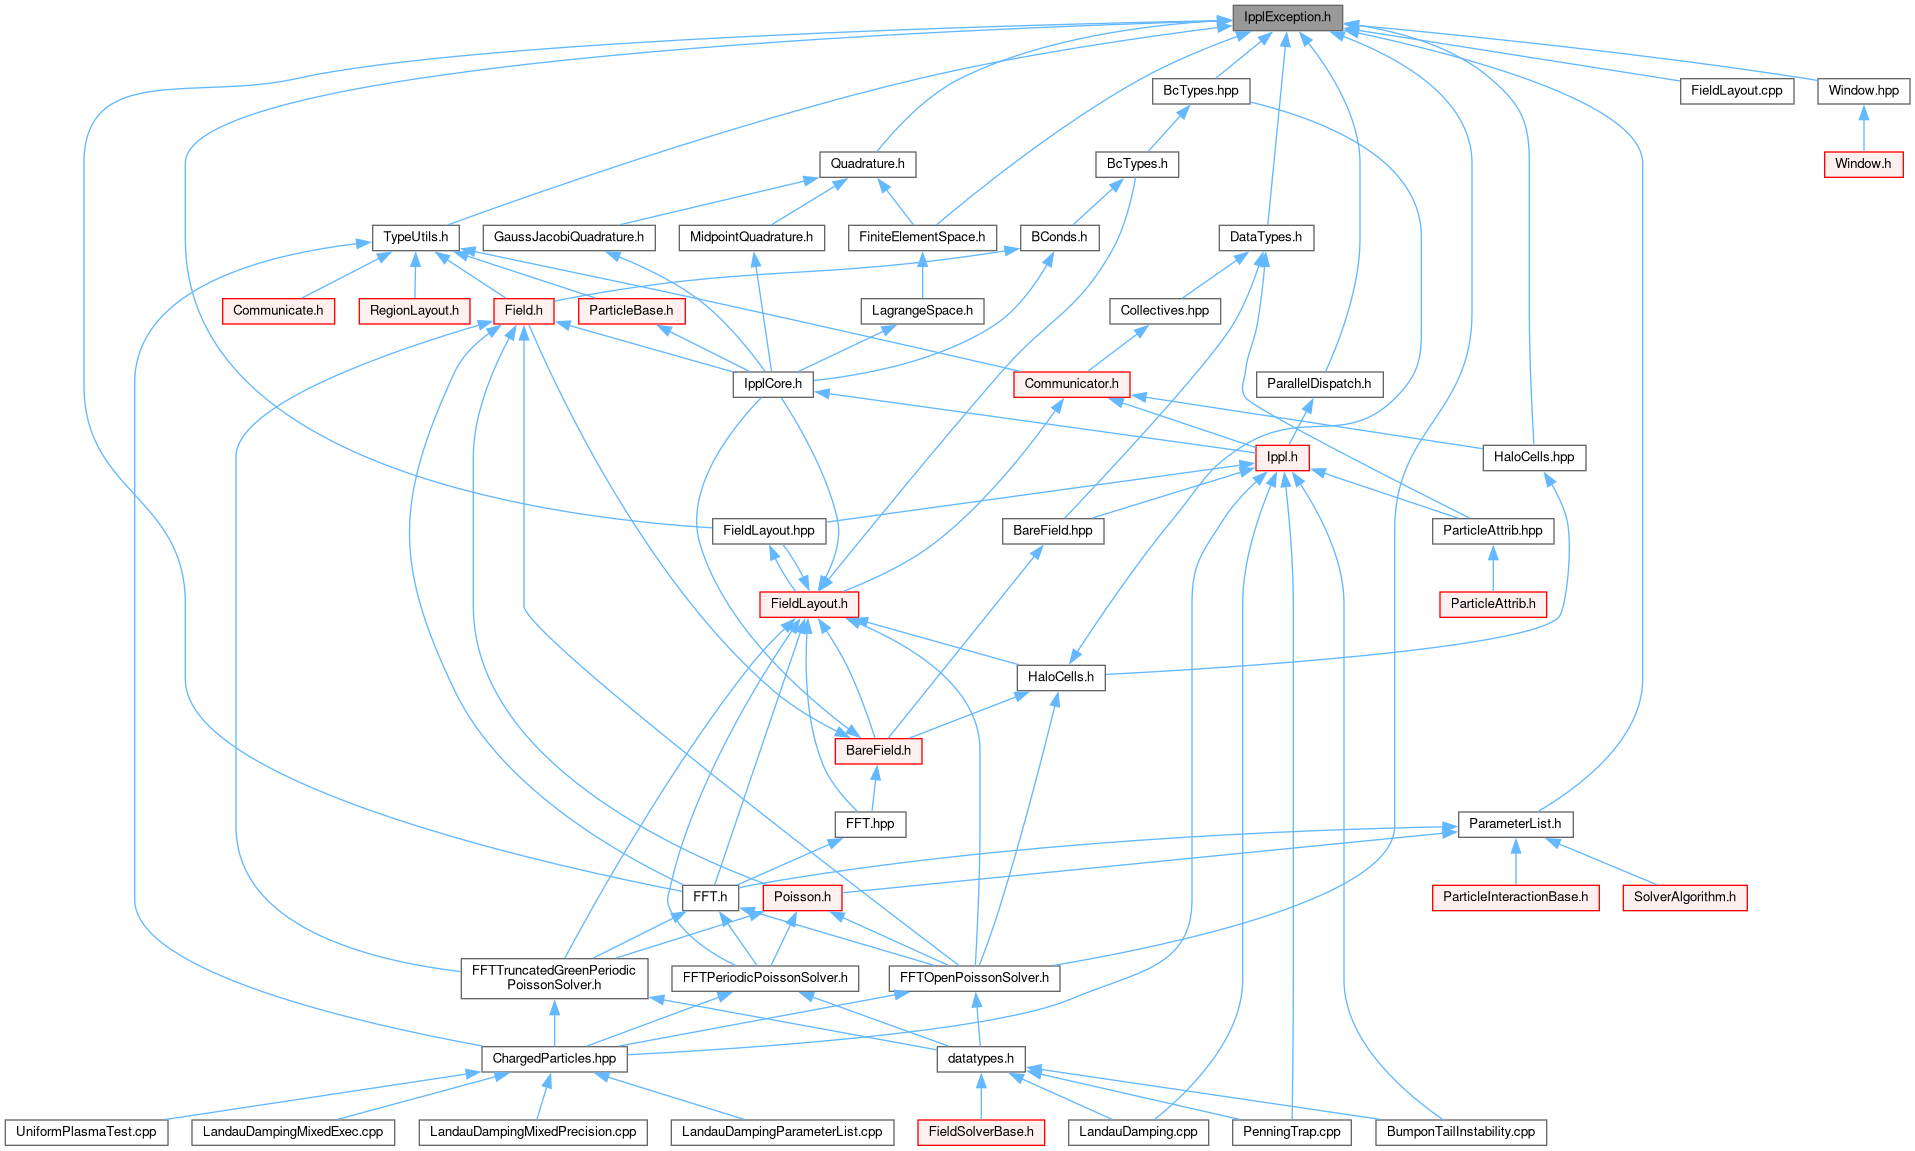 IpplException.h
BcTypes.hpp
FieldLayout.cpp
Window.hpp
Quadrature.h
BcTypes.h
Window.h
TypeUtils.h
GaussJacobiQuadrature.h
MidpointQuadrature.h
FiniteElementSpace.h
BConds.h
DataTypes.h
Communicate.h
RegionLayout.h
Field.h
ParticleBase.h
LagrangeSpace.h
Collectives.hpp
IpplCore.h
Communicator.h
ParallelDispatch.h
Ippl.h
HaloCells.hpp
FieldLayout.hpp
BareField.hpp
ParticleAttrib.hpp
FieldLayout.h
ParticleAttrib.h
HaloCells.h
BareField.h
FFT.hpp
ParameterList.h
FFT.h
Poisson.h
ParticleInteractionBase.h
SolverAlgorithm.h
FFTTruncatedGreenPeriodic
PoissonSolver.h
FFTPeriodicPoissonSolver.h
FFTOpenPoissonSolver.h
ChargedParticles.hpp
datatypes.h
UniformPlasmaTest.cpp
LandauDampingMixedExec.cpp
LandauDampingMixedPrecision.cpp
LandauDampingParameterList.cpp
FieldSolverBase.h
LandauDamping.cpp
PenningTrap.cpp
BumponTailInstability.cpp